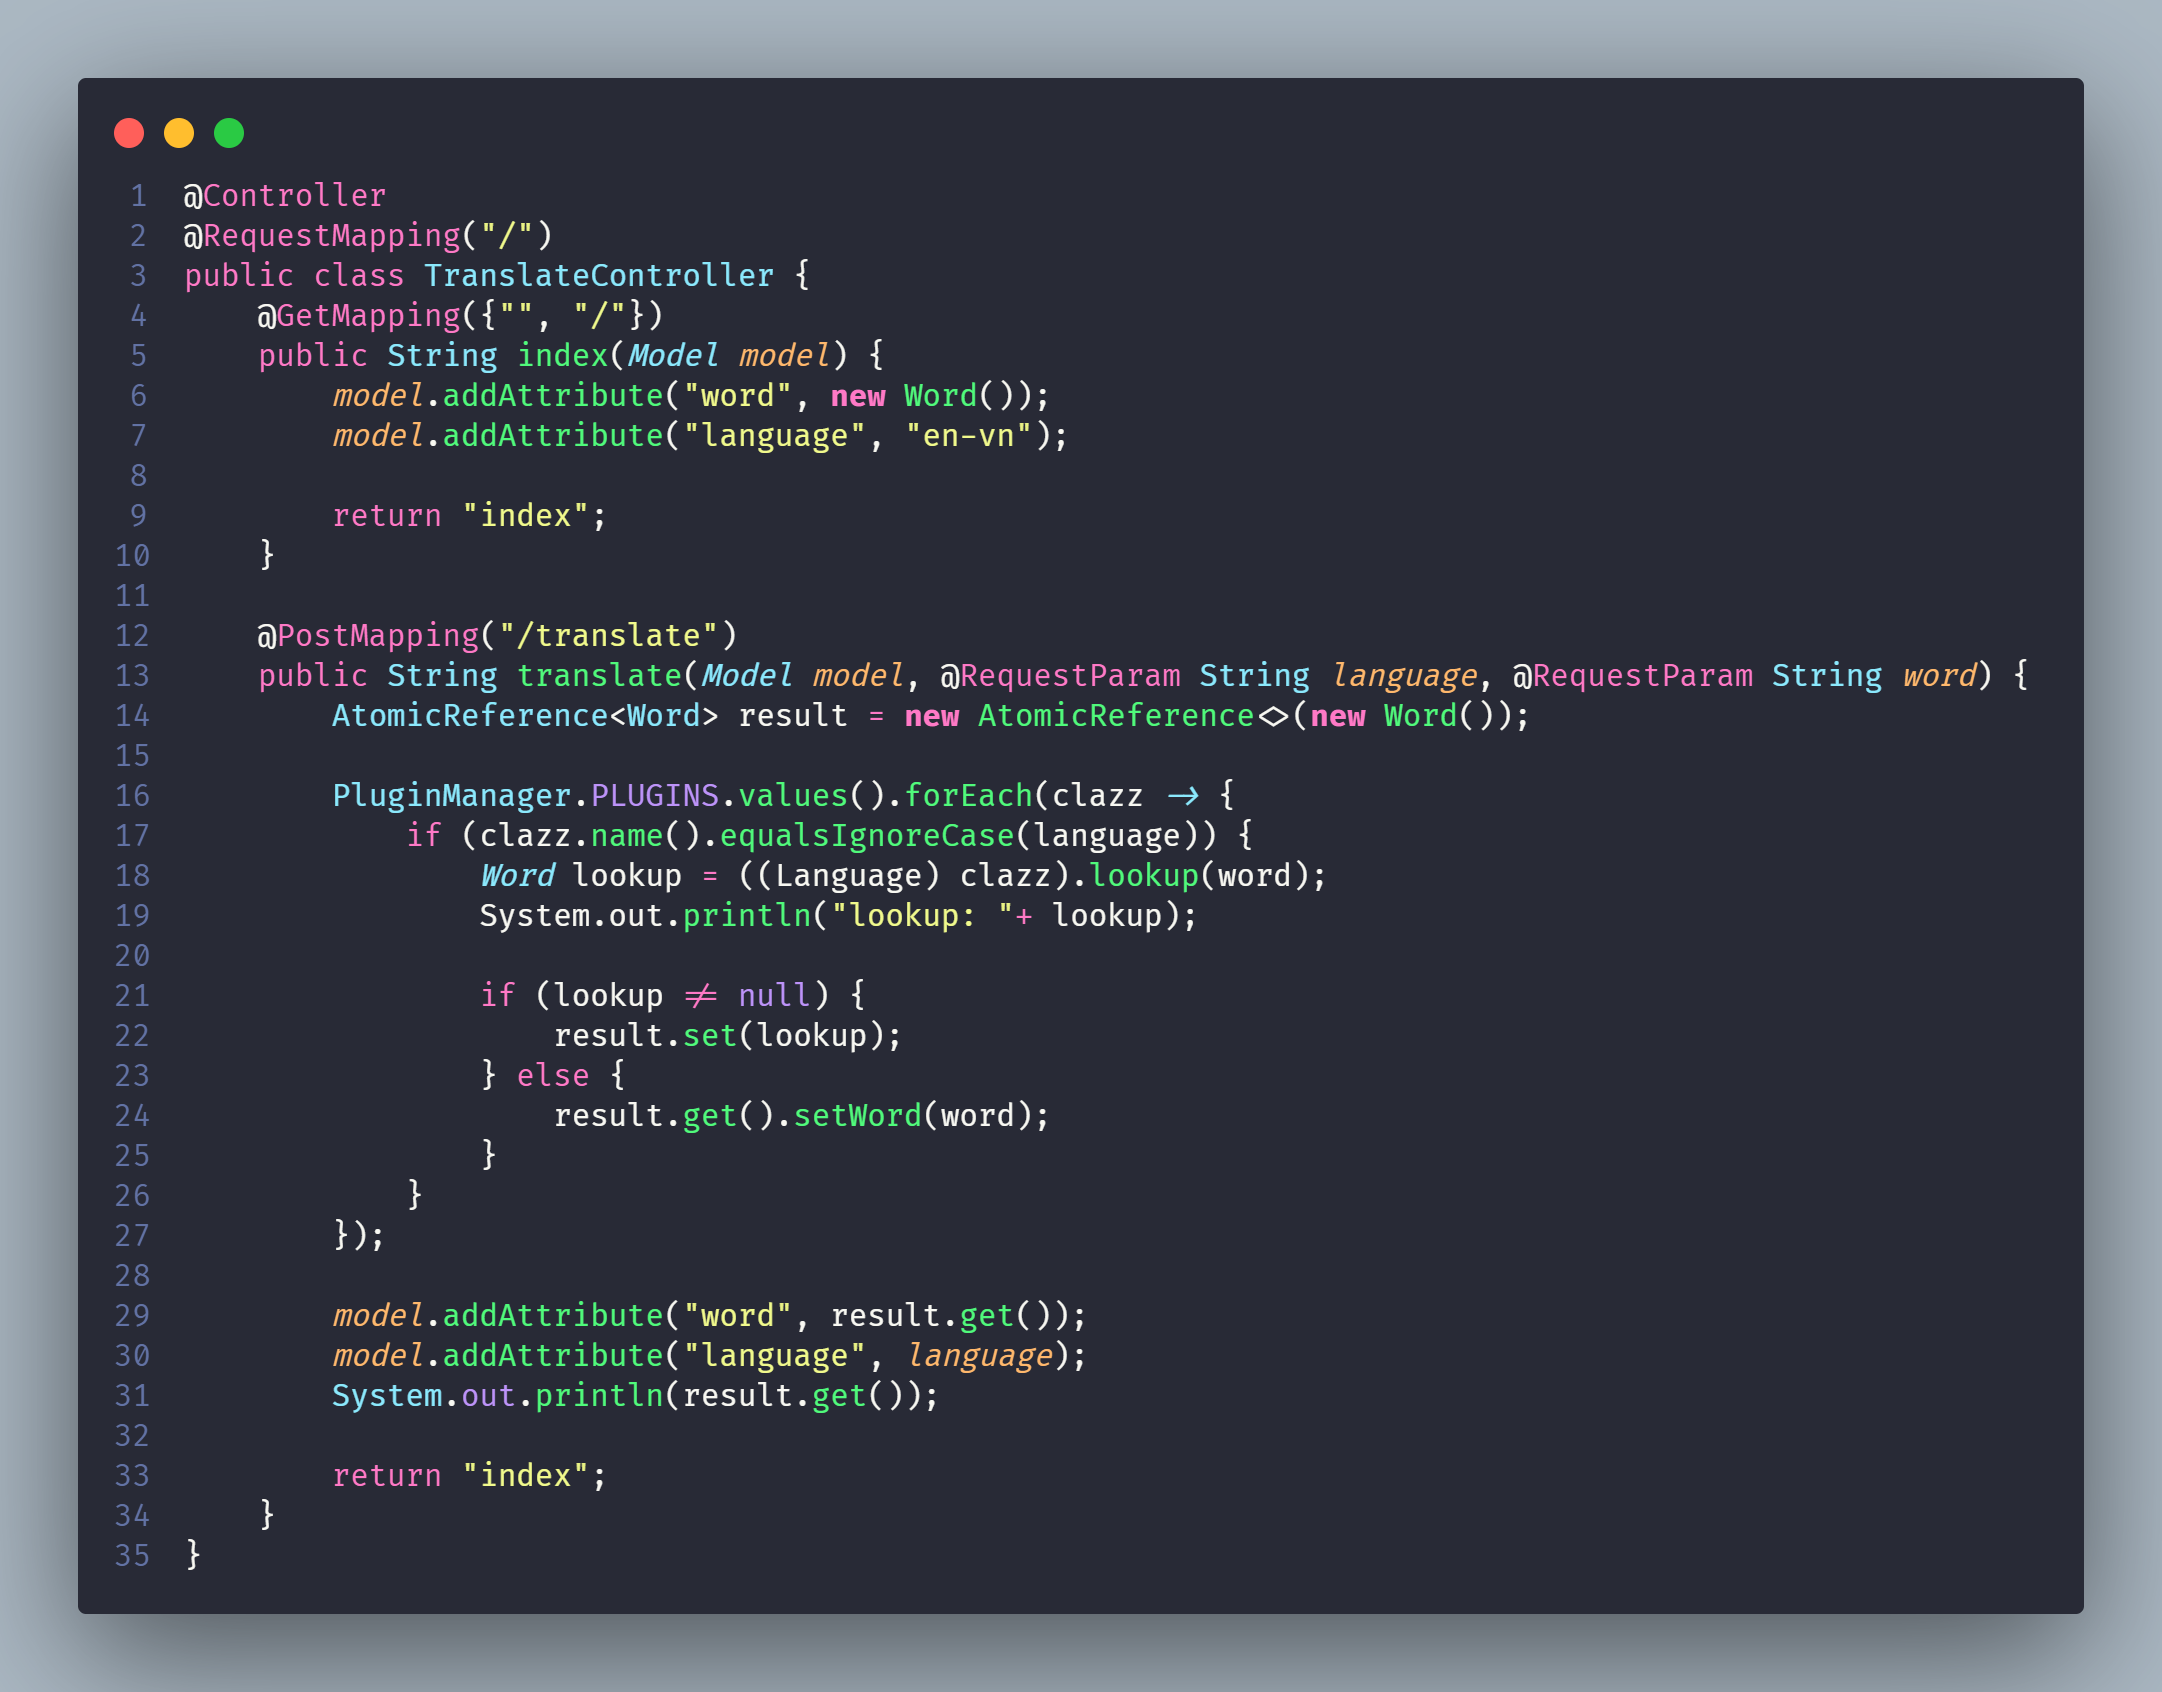 1 @Controller
2 @RequestMapping("/")
3 public class TranslateController {
4     @GetMapping({"", "/"})
5     public String index(Model model) {
6         model.addAttribute("word", new Word());
7         model.addAttribute("language", "en-vn");
8
9         return "index";
10     }
11
12     @PostMapping("/translate")
13     public String translate(Model model, @RequestParam String language, @RequestParam String word) {
14         AtomicReference<Word> result = new AtomicReference<>(new Word());
15
16         PluginManager.PLUGINS.values().forEach(clazz -> {
17             if (clazz.name().equalsIgnoreCase(language)) {
18                 Word lookup = ((Language) clazz).lookup(word);
19                 System.out.println("lookup: "+ lookup);
20
21                 if (lookup != null) {
22                     result.set(lookup);
23                 } else {
24                     result.get().setWord(word);
25                 }
26             }
27         });
28
29         model.addAttribute("word", result.get());
30         model.addAttribute("language", language);
31         System.out.println(result.get());
32
33         return "index";
34     }
35 }